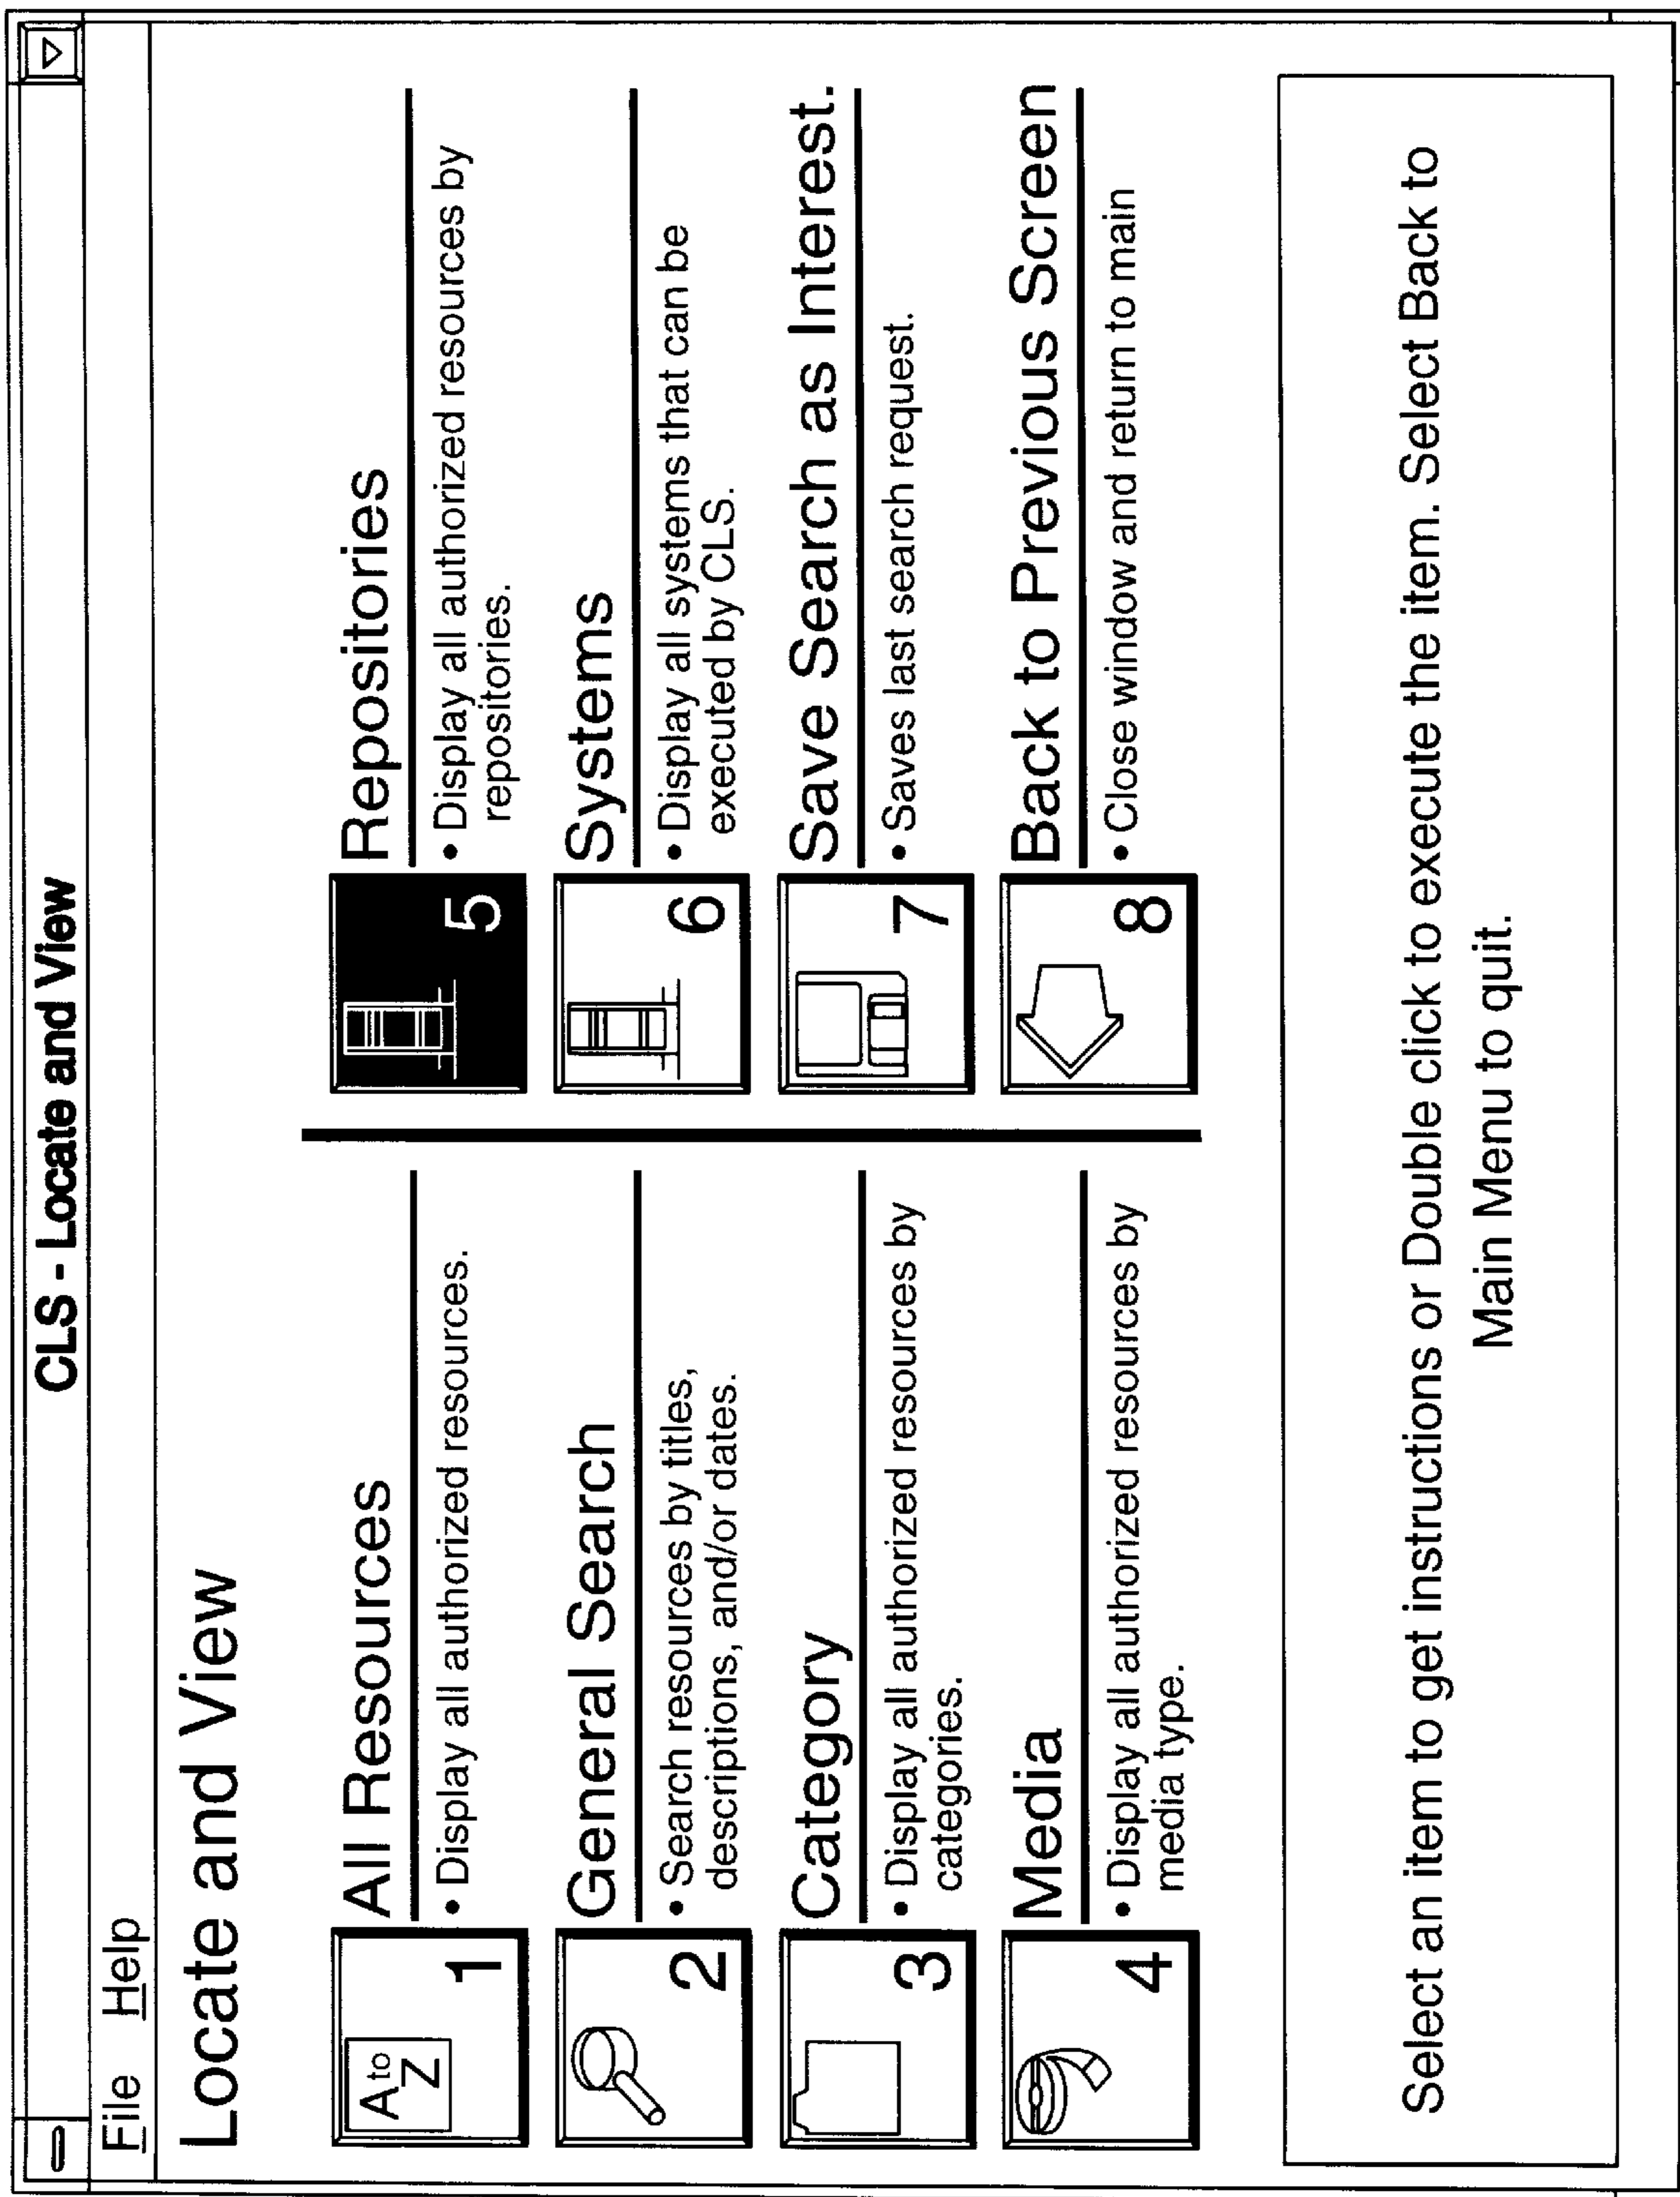 CLS - Locate and View
File Help
Locate and View
A to
Z
1
All Resources
• Display all authorized resources.
2
General Search
• Search resources by titles,
descriptions, and/or dates.
3
Category
• Display all authorized resources by
categories.
4
Media
• Display all authorized resources by
media type.
5
Repositories
• Display all authorized resources by
repositories.
6
Systems
• Display all systems that can be
executed by CLS.
7
Save Search as Interest.
• Saves last search request.
8
Back to Previous Screen
• Close window and return to main
Select an item to get instructions or Double click to execute the item. Select Back to
Main Menu to quit.